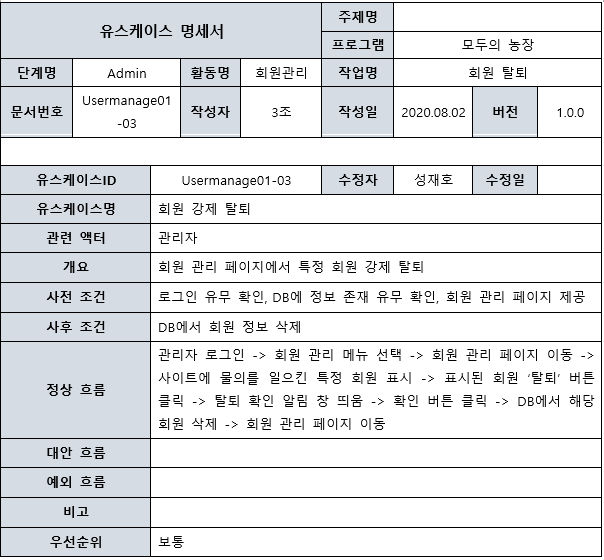 유스케이스 명세서
주제명
프로그램 모두의 농장
단계명 Admin 활동명 회원관리 작업명 회원 탈퇴
문서번호 Usermanage01
-03 작성자 3조 작성일 2020.08.02 버전 1.0.0
유스케이스ID Usermanage01-03 수정자 성재호 수정일
유스케이스명 회원 강제 탈퇴
관련 액터 관리자
개요 회원 관리 페이지에서 특정 회원 강제 탈퇴
사전 조건 로그인 유무 확인, DB에 정보 존재 유무 확인, 회원 관리 페이지 제공
사후 조건 DB에서 회원 정보 삭제
정상 흐름 관리자 로그인 -> 회원 관리 메뉴 선택 -> 회원 관리 페이지 이동 ->
사이트에 물의를 일으킨 특정 회원 표시 -> 표시된 회원 ‘탈퇴’ 버튼
클릭 -> 탈퇴 확인 알림 창 띄움 -> 확인 버튼 클릭 -> DB에서 해당
회원 삭제 -> 회원 관리 페이지 이동
대안 흐름
예외 흐름
비고
우선순위 보통